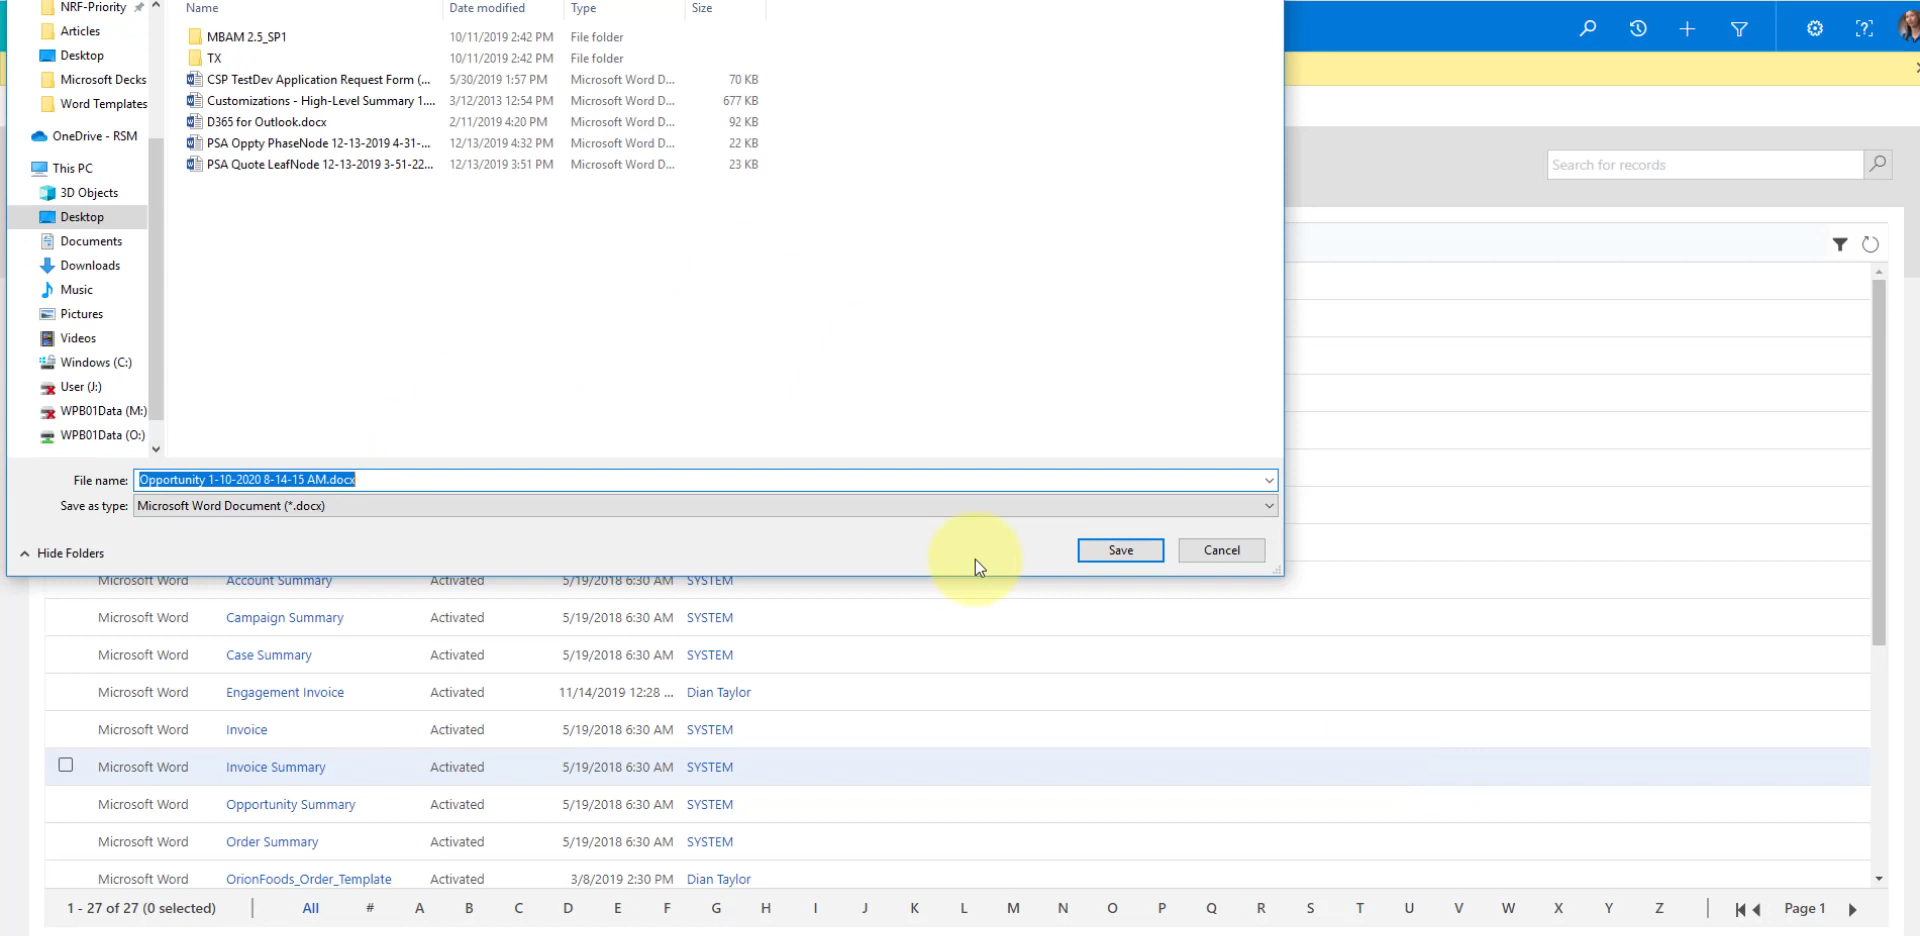 Name Date modified Type Size
NRF-Priority
Articles
Desktop
Microsoft Decks
Word Templates
OneDrive - RSM
This PC
3D Objects
Desktop
Documents
Downloads
Music
Pictures
Videos
Windows (C:)
User (J:)
WPB01Data (M:)
WPB01Data (O:)
MBAM 2.5_SP1 10/11/2019 2:42 PM File folder
TX 10/11/2019 2:42 PM File folder
CSP TestDev Application Request Form (... 5/30/2019 1:57 PM Microsoft Word D... 70 KB
Customizations - High-Level Summary 1.... 3/12/2013 12:54 PM Microsoft Word D... 677 KB
D365 for Outlook.docx 2/11/2019 4:20 PM Microsoft Word D... 92 KB
PSA Oppty PhaseNode 12-13-2019 4-31-... 12/13/2019 4:32 PM Microsoft Word D... 22 KB
PSA Quote LeafNode 12-13-2019 3-51-22... 12/13/2019 3:51 PM Microsoft Word D... 23 KB
File name: Opportunity 1-10-2020 8-14-15 AM.docx
Save as type: Microsoft Word Document (*.docx)
Hide Folders Save Cancel
Search for records
Microsoft Word Account Summary Activated 5/19/2018 6:30 AM SYSTEM
Microsoft Word Campaign Summary Activated 5/19/2018 6:30 AM SYSTEM
Microsoft Word Case Summary Activated 5/19/2018 6:30 AM SYSTEM
Microsoft Word Engagement Invoice Activated 11/14/2019 12:28 ... Dian Taylor
Microsoft Word Invoice Activated 5/19/2018 6:30 AM SYSTEM
Microsoft Word Invoice Summary Activated 5/19/2018 6:30 AM SYSTEM
Microsoft Word Opportunity Summary Activated 5/19/2018 6:30 AM SYSTEM
Microsoft Word Order Summary Activated 5/19/2018 6:30 AM SYSTEM
Microsoft Word OrionFoods_Order_Template Activated 3/8/2019 2:30 PM Dian Taylor
1 - 27 of 27 (0 selected) All # A B C D E F G H I J K L M N O P Q R S T U V W X Y Z Page 1